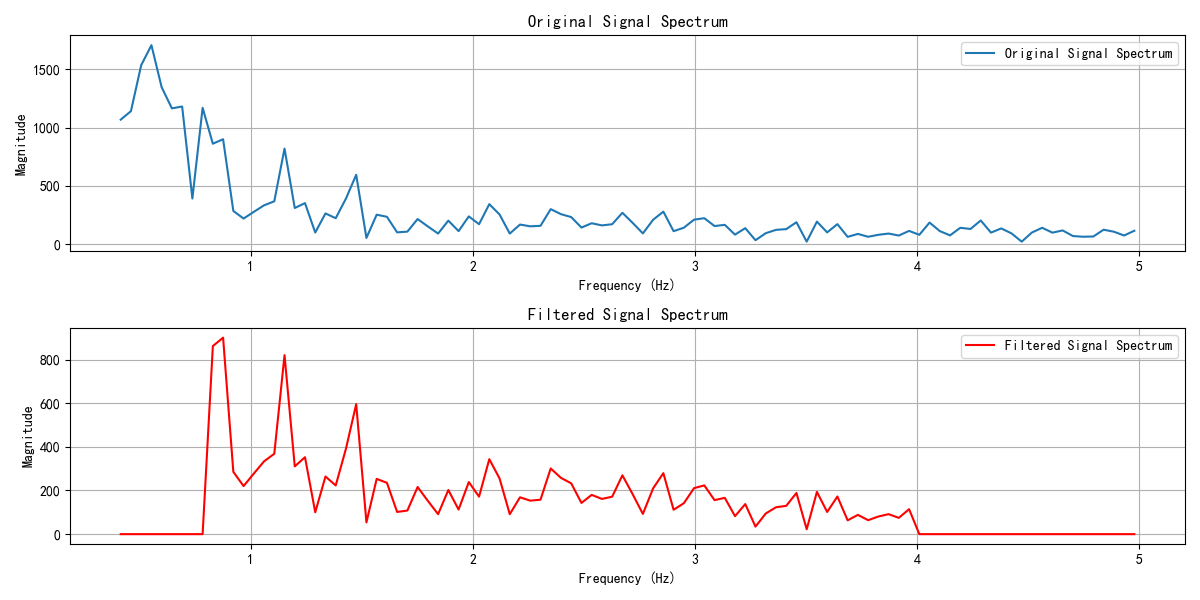 Original Signal Spectrum
Original Signal Spectrum
Magnitude
1500
1000
500
0
1 2 3 4 5
Frequency (Hz)
Filtered Signal Spectrum
Filtered Signal Spectrum
Magnitude
800
600
400
200
0
1 2 3 4 5
Frequency (Hz)